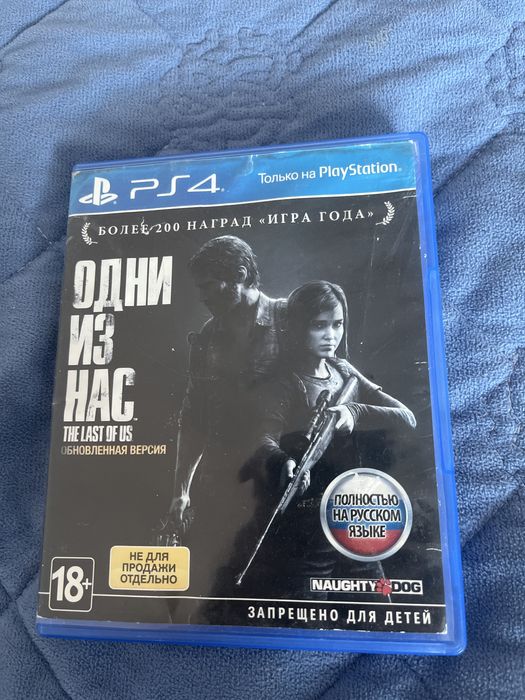 PS4
Только на PlayStation
БОЛЕЕ 200 НАГРАД «ИГРА ГОДА»
ОДНИ
ИЗ
НАС
THE LAST OF US
ОБНОВЛЕННАЯ ВЕРСИЯ
ПОЛНОСТЬЮ
НА РУССКОМ
ЯЗЫКЕ
НЕ ДЛЯ
ПРОДАЖИ
ОТДЕЛЬНО
18+
NAUGHTY DOG
ЗАПРЕЩЕНО ДЛЯ ДЕТЕЙ